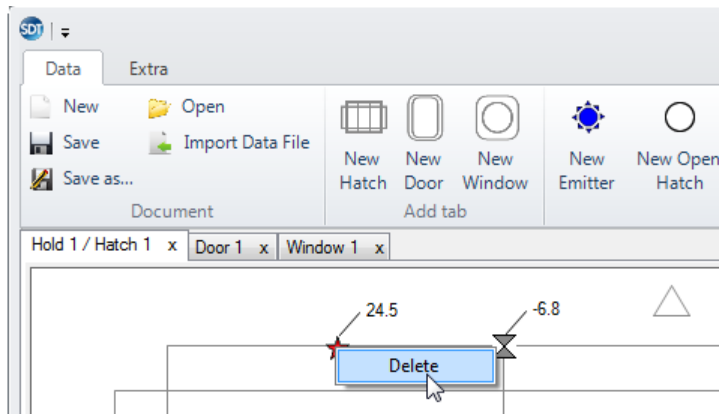 SDT
Data Extra
New Open
Save Import Data File
Save as...
Document
New Hatch
New Door
New Window
Add tab
New Emitter
New Open Hatch
Hold 1 / Hatch 1 x Door 1 x Window 1 x
24.5 -6.8
Delete